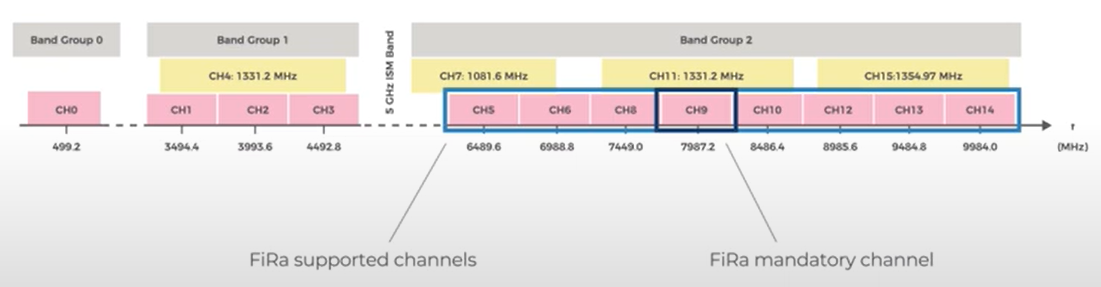 Band Group 0
Band Group 1
5 GHz ISM Band
Band Group 2
CH4: 1331.2 MHz
CH7: 1081.6 MHz
CH11: 1331.2 MHz
CH15:1354.97 MHz
CH0
CH1
CH2
CH3
CH5
CH6
CH8
CH9
CH10
CH12
CH13
CH14
f
499.2
3494.4
3993.6
4492.8
6489.6
6988.8
7449.0
7987.2
8486.4
8985.6
9484.8
9984.0
(MHz)
FiRa supported channels
FiRa mandatory channel